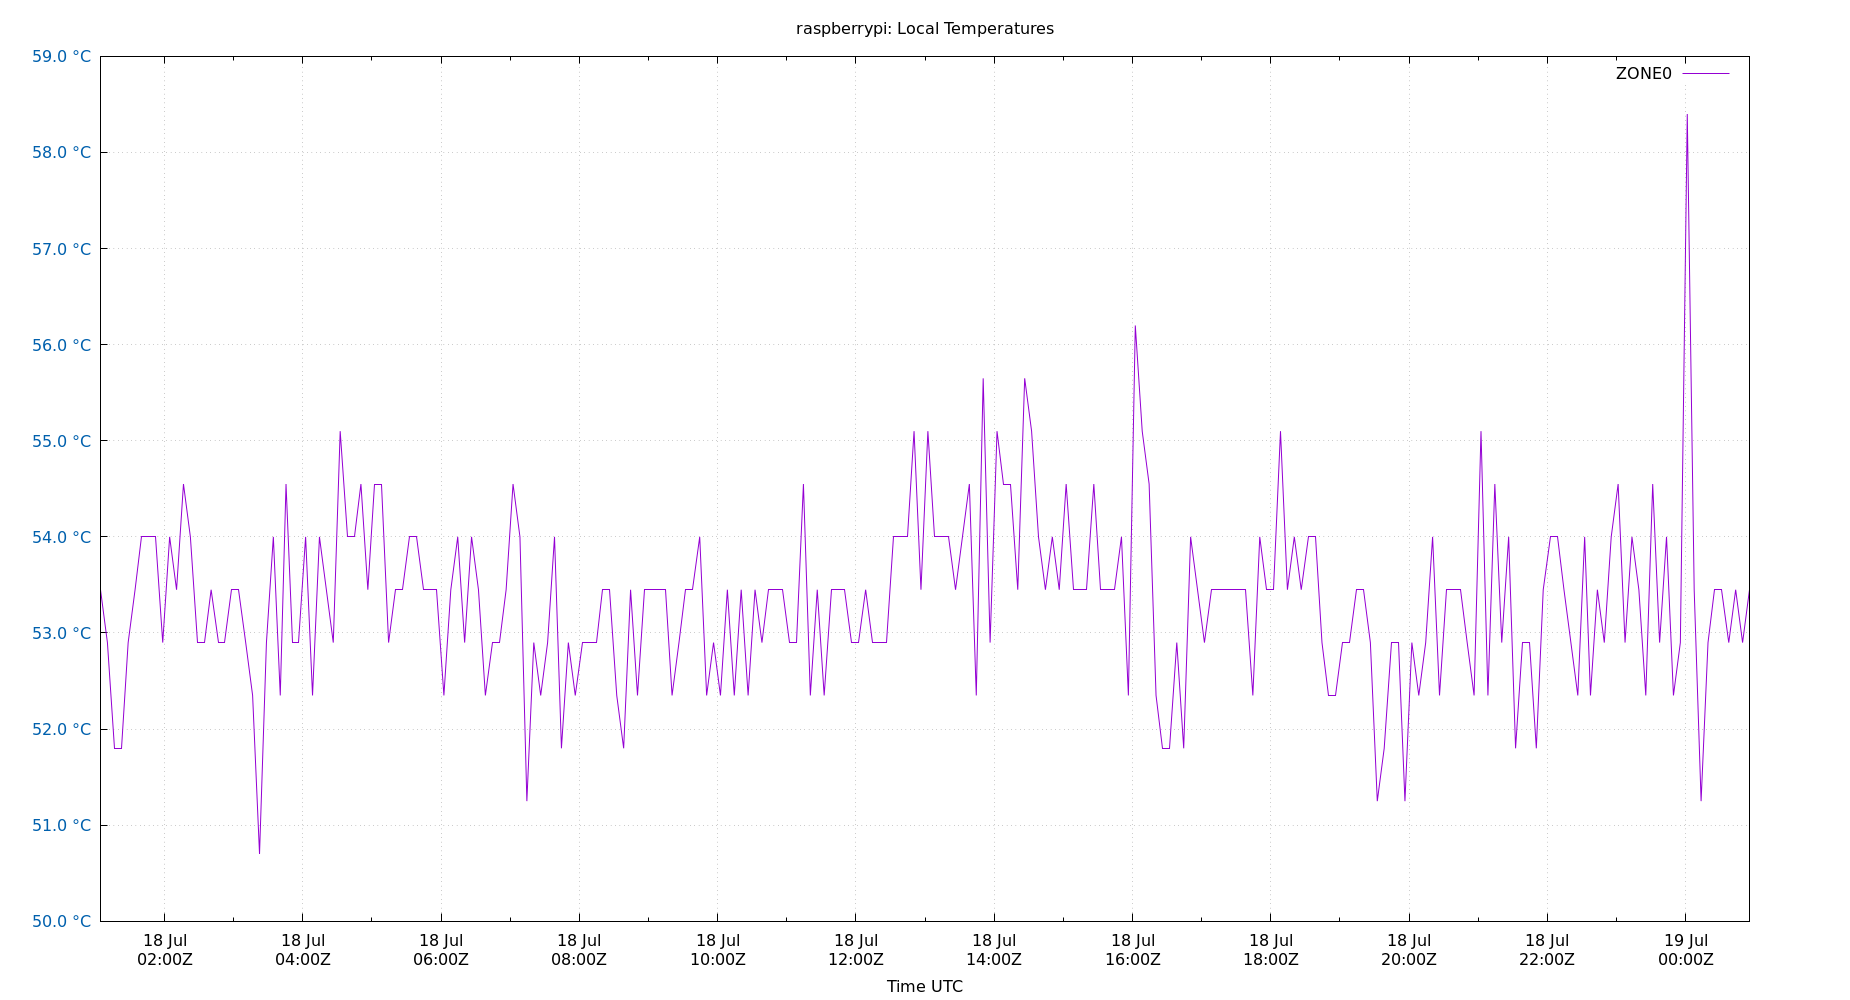 raspberrypi: Local Temperatures
59.0 °C
ZONE0
58.0 °C
57.0 °C
56.0 °C
55.0 °C
54.0 °C
53.0 °C
52.0 °C
51.0 °C
50.0 °C
18 Jul 18 Jul 18 Jul 18 Jul 18 Jul 18 Jul 18 Jul 18 Jul 18 Jul 18 Jul 18 Jul 19 Jul
02:00Z 04:00Z 06:00Z 08:00Z 10:00Z 12:00Z 14:00Z 16:00Z 18:00Z 20:00Z 22:00Z 00:00Z
Time UTC